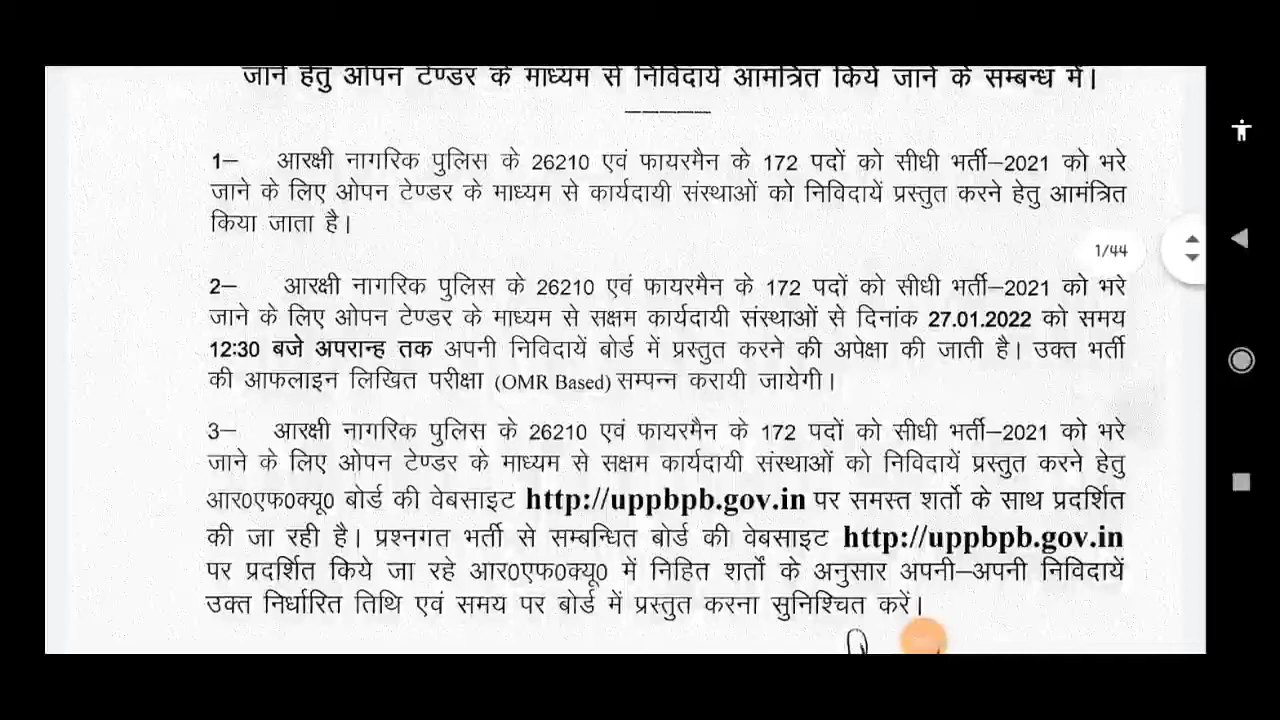 जाने हेतु ओपन टेण्डर के माध्यम से निविदायें आमंत्रित किये जाने के सम्बन्ध में।
1– आरक्षी नागरिक पुलिस के 26210 एवं फायरमैन के 172 पदों को सीधी भर्ती–2021 को भरे
जाने के लिए ओपन टेण्डर के माध्यम से कार्यदायी संस्थाओं को निविदायें प्रस्तुत करने हेतु आमंत्रित
किया जाता है।
1/44
2– आरक्षी नागरिक पुलिस के 26210 एवं फायरमैन के 172 पदों को सीधी भर्ती–2021 को भरे
जाने के लिए ओपन टेण्डर के माध्यम से सक्षम कार्यदायी संस्थाओं से दिनांक 27.01.2022 को समय
12:30 बजे अपरान्ह तक अपनी निविदायें बोर्ड में प्रस्तुत करने की अपेक्षा की जाती है। उक्त भर्ती
की आफलाइन लिखित परीक्षा (OMR Based) सम्पन्न करायी जायेगी।
3– आरक्षी नागरिक पुलिस के 26210 एवं फायरमैन के 172 पदों को सीधी भर्ती–2021 को भरे
जाने के लिए ओपन टेण्डर के माध्यम से सक्षम कार्यदायी संस्थाओं को निविदायें प्रस्तुत करने हेतु
आर0एफ0क्यू0 बोर्ड की वेबसाइट http://uppbpb.gov.in पर समस्त शर्तो के साथ प्रदर्शित
की जा रही है। प्रश्नगत भर्ती से सम्बन्धित बोर्ड की वेबसाइट http://uppbpb.gov.in
पर प्रदर्शित किये जा रहे आर0एफ0क्यू0 में निहित शर्तों के अनुसार अपनी–अपनी निविदायें
उक्त निर्धारित तिथि एवं समय पर बोर्ड में प्रस्तुत करना सुनिश्चित करें।